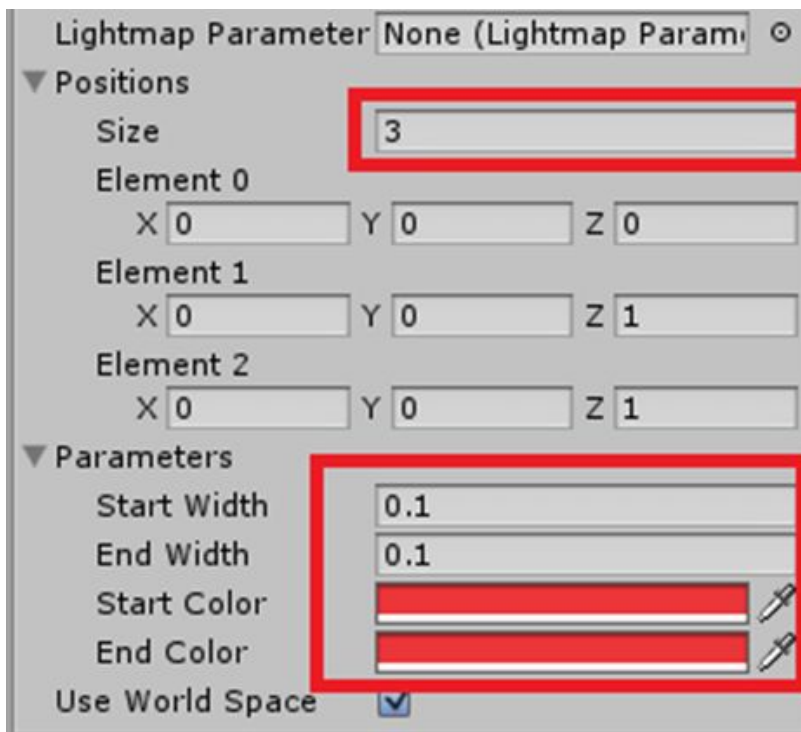 Lightmap Parameter None (Lightmap Param
Positions
Size 3
Element 0
X 0 Y 0 Z 0
Element 1
X 0 Y 0 Z 1
Element 2
X 0 Y 0 Z 1
Parameters
Start Width 0.1
End Width 0.1
Start Color
End Color
Use World Space